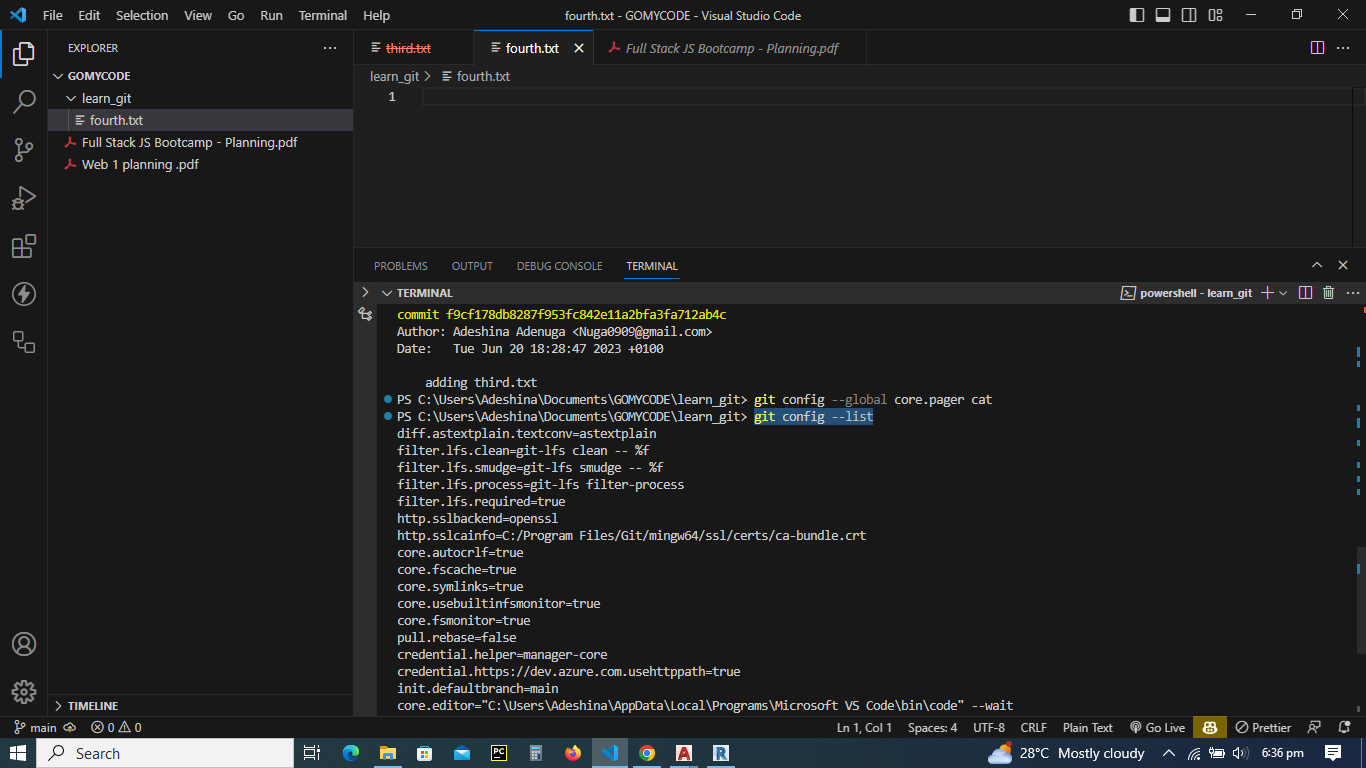 File Edit Selection View Go Run Terminal Help
fourth.txt - GOMYCODE - Visual Studio Code
EXPLORER
GOMYCODE
learn_git
fourth.txt
Full Stack JS Bootcamp - Planning.pdf
Web 1 planning .pdf
TIMELINE
third.txt
fourth.txt
Full Stack JS Bootcamp - Planning.pdf
learn_git > fourth.txt
1
PROBLEMS OUTPUT DEBUG CONSOLE TERMINAL
TERMINAL
powershell - learn_git
commit f9cf178db8287f953fc842e11a2bfa3fa712ab4c
Author: Adeshina Adenuga <Nuga0909@gmail.com>
Date:   Tue Jun 20 18:28:47 2023 +0100
adding third.txt
PS C:\Users\Adeshina\Documents\GOMYCODE\learn_git> git config --global core.pager cat
PS C:\Users\Adeshina\Documents\GOMYCODE\learn_git> git config --list
diff.astextplain.textconv=astextplain
filter.lfs.clean=git-lfs clean -- %f
filter.lfs.smudge=git-lfs smudge -- %f
filter.lfs.process=git-lfs filter-process
filter.lfs.required=true
http.sslbackend=openssl
http.sslcainfo=C:/Program Files/Git/mingw64/ssl/certs/ca-bundle.crt
core.autocrlf=true
core.fscache=true
core.symlinks=true
core.usebuiltinfsmonitor=true
core.fsmonitor=true
pull.rebase=false
credential.helper=manager-core
credential.https://dev.azure.com.usehttppath=true
init.defaultbranch=main
core.editor="C:\Users\Adeshina\AppData\Local\Programs\Microsoft VS Code\bin\code" --wait
main 0 0
Ln 1, Col 1 Spaces: 4 UTF-8 CRLF Plain Text Go Live Prettier
Search
PC
A
R
28°C Mostly cloudy
6:36 pm